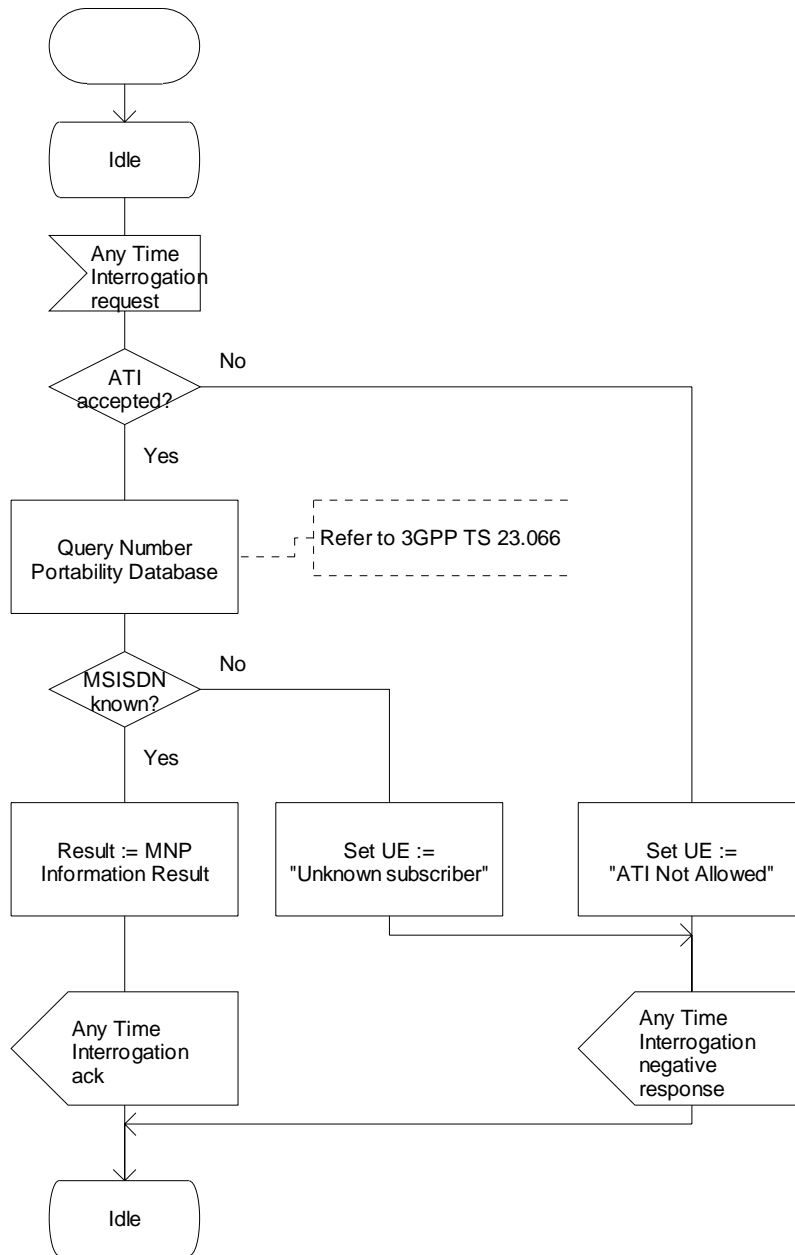 Idle
Any Time
Interrogation
request
ATI
accepted?
No
Yes
Query Number
Portability Database
Refer to 3GPP TS 23.066
MSISDN
known?
No
Yes
Result := MNP
Information Result
Set UE :=
"Unknown subscriber"
Set UE :=
"ATI Not Allowed"
Any Time
Interrogation
ack
Any Time
Interrogation
negative
response
Idle